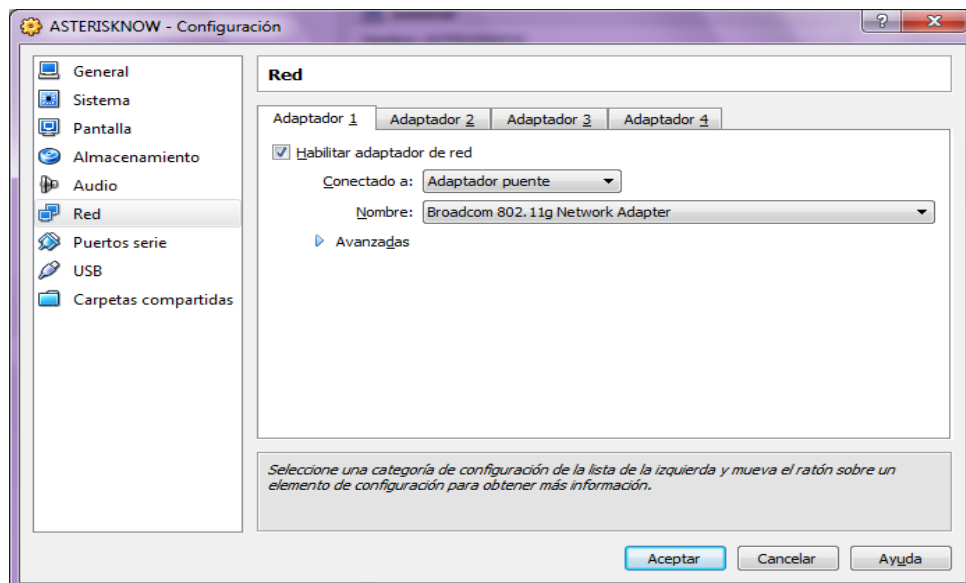 ASTERISKNOW - Configuración
General
Sistema
Pantalla
Almacenamiento
Audio
Red
Puertos serie
USB
Carpetas compartidas
Red
Adaptador 1 Adaptador 2 Adaptador 3 Adaptador 4
Habilitar adaptador de red
Conectado a: Adaptador puente
Nombre: Broadcom 802.11g Network Adapter
Avanzadas
Seleccione una categoría de configuración de la lista de la izquierda y mueva el ratón sobre un
elemento de configuración para obtener más información.
Aceptar Cancelar Ayuda